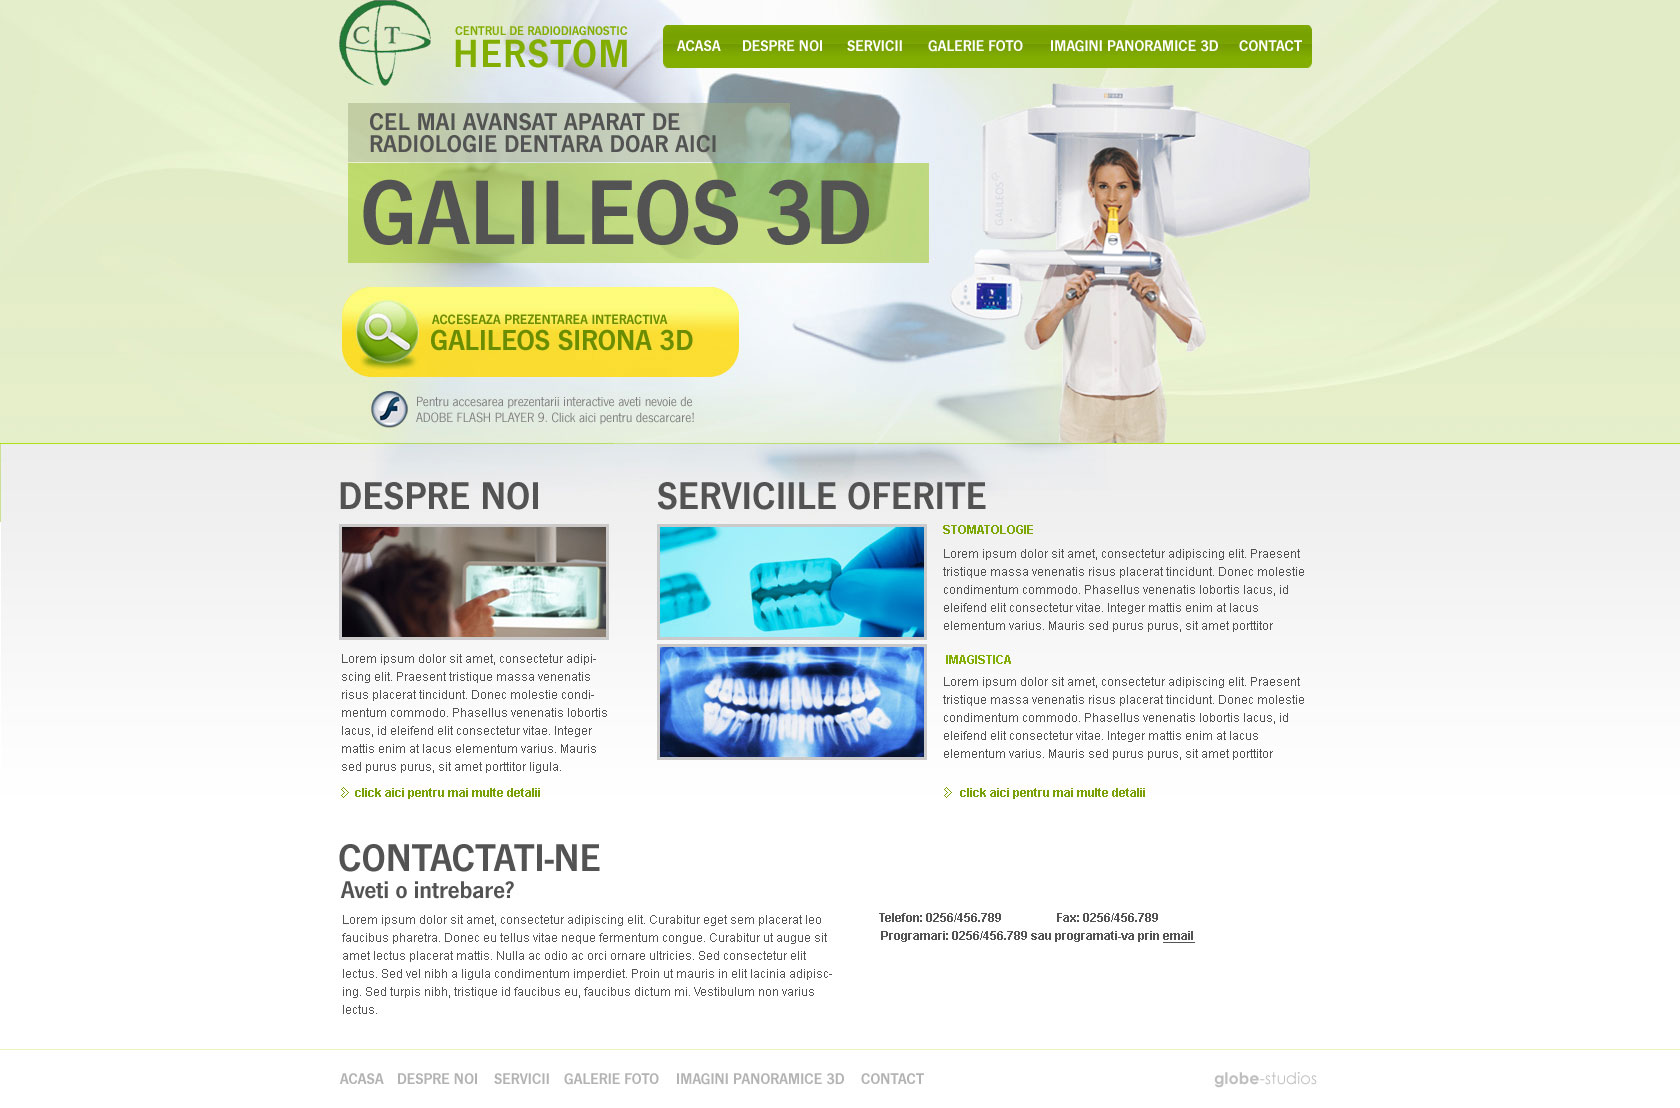 C T
CENTRUL DE RADIODIAGNOSTIC
HERSTOM
ACASA DESPRE NOI SERVICII GALERIE FOTO IMAGINI PANORAMICE 3D CONTACT
CEL MAI AVANSAT APARAT DE
RADIOLOGIE DENTARA DOAR AICI
GALILEOS 3D
GALILEOS
ACCESEAZA PREZENTAREA INTERACTIVA
GALILEOS SIRONA 3D
Pentru accesarea prezentarii interactive aveti nevoie de
ADOBE FLASH PLAYER 9. Click aici pentru descarcare!
DESPRE NOI
Lorem ipsum dolor sit amet, consectetur adipi-
scing elit. Praesent tristique massa venenatis
risus placerat tincidunt. Donec molestie condi-
mentum commodo. Phasellus venenatis lobortis
lacus, id eleifend elit consectetur vitae. Integer
mattis enim at lacus elementum varius. Mauris
sed purus purus, sit amet porttitor ligula.
click aici pentru mai multe detalii
SERVICIILE OFERITE
STOMATOLOGIE
Lorem ipsum dolor sit amet, consectetur adipiscing elit. Praesent
tristique massa venenatis risus placerat tincidunt. Donec molestie
condimentum commodo. Phasellus venenatis lobortis lacus, id
eleifend elit consectetur vitae. Integer mattis enim at lacus
elementum varius. Mauris sed purus purus, sit amet porttitor
IMAGISTICA
Lorem ipsum dolor sit amet, consectetur adipiscing elit. Praesent
tristique massa venenatis risus placerat tincidunt. Donec molestie
condimentum commodo. Phasellus venenatis lobortis lacus, id
eleifend elit consectetur vitae. Integer mattis enim at lacus
elementum varius. Mauris sed purus purus, sit amet porttitor
click aici pentru mai multe detalii
CONTACTATI-NE
Aveti o intrebare?
Lorem ipsum dolor sit amet, consectetur adipiscing elit. Curabitur eget sem placerat leo
faucibus pharetra. Donec eu tellus vitae neque fermentum congue. Curabitur ut augue sit
amet lectus placerat mattis. Nulla ac odio ac orci ornare ultricies. Sed consectetur elit
lectus. Sed vel nibh a ligula condimentum imperdiet. Proin ut mauris in elit lacinia adipisc-
ing. Sed turpis nibh, tristique id faucibus eu, faucibus dictum mi. Vestibulum non varius
lectus.
Telefon: 0256/456.789 Fax: 0256/456.789
Programari: 0256/456.789 sau programati-va prin email
ACASA DESPRE NOI SERVICII GALERIE FOTO IMAGINI PANORAMICE 3D CONTACT
globe-studios